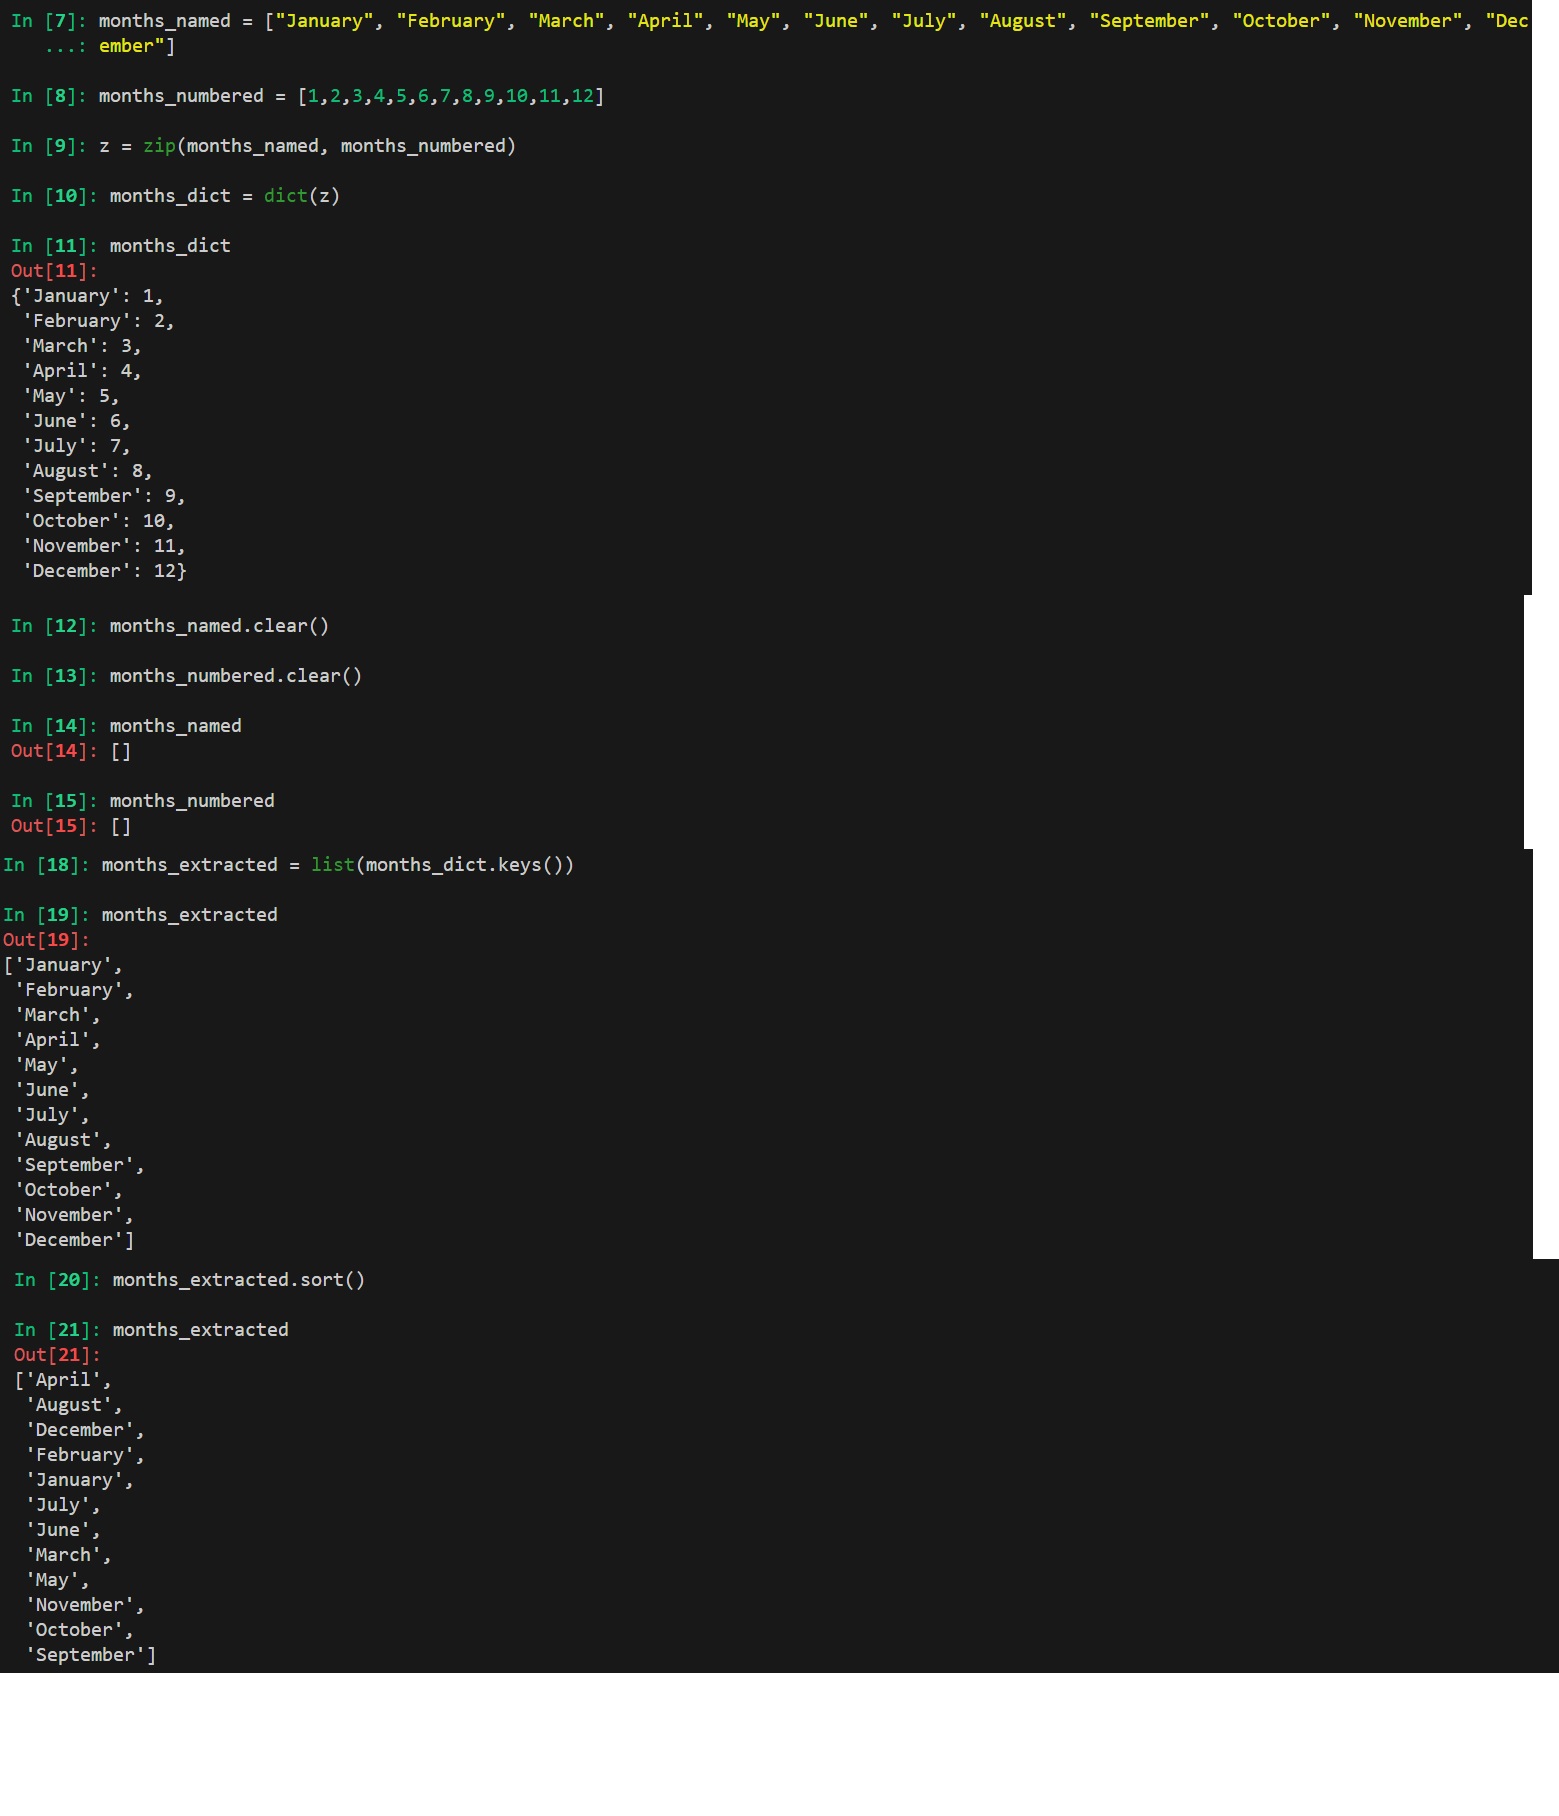 In [7]: months_named = ["January", "February", "March", "April", "May", "June", "July", "August", "September", "October", "November", "Dec
   ...: ember"]
In [8]: months_numbered = [1,2,3,4,5,6,7,8,9,10,11,12]
In [9]: z = zip(months_named, months_numbered)
In [10]: months_dict = dict(z)
In [11]: months_dict
Out[11]:
{'January': 1,
 'February': 2,
 'March': 3,
 'April': 4,
 'May': 5,
 'June': 6,
 'July': 7,
 'August': 8,
 'September': 9,
 'October': 10,
 'November': 11,
 'December': 12}
In [12]: months_named.clear()
In [13]: months_numbered.clear()
In [14]: months_named
Out[14]: []
In [15]: months_numbered
Out[15]: []
In [18]: months_extracted = list(months_dict.keys())
In [19]: months_extracted
Out[19]:
['January',
 'February',
 'March',
 'April',
 'May',
 'June',
 'July',
 'August',
 'September',
 'October',
 'November',
 'December']
In [20]: months_extracted.sort()
In [21]: months_extracted
Out[21]:
['April',
 'August',
 'December',
 'February',
 'January',
 'July',
 'June',
 'March',
 'May',
 'November',
 'October',
 'September']